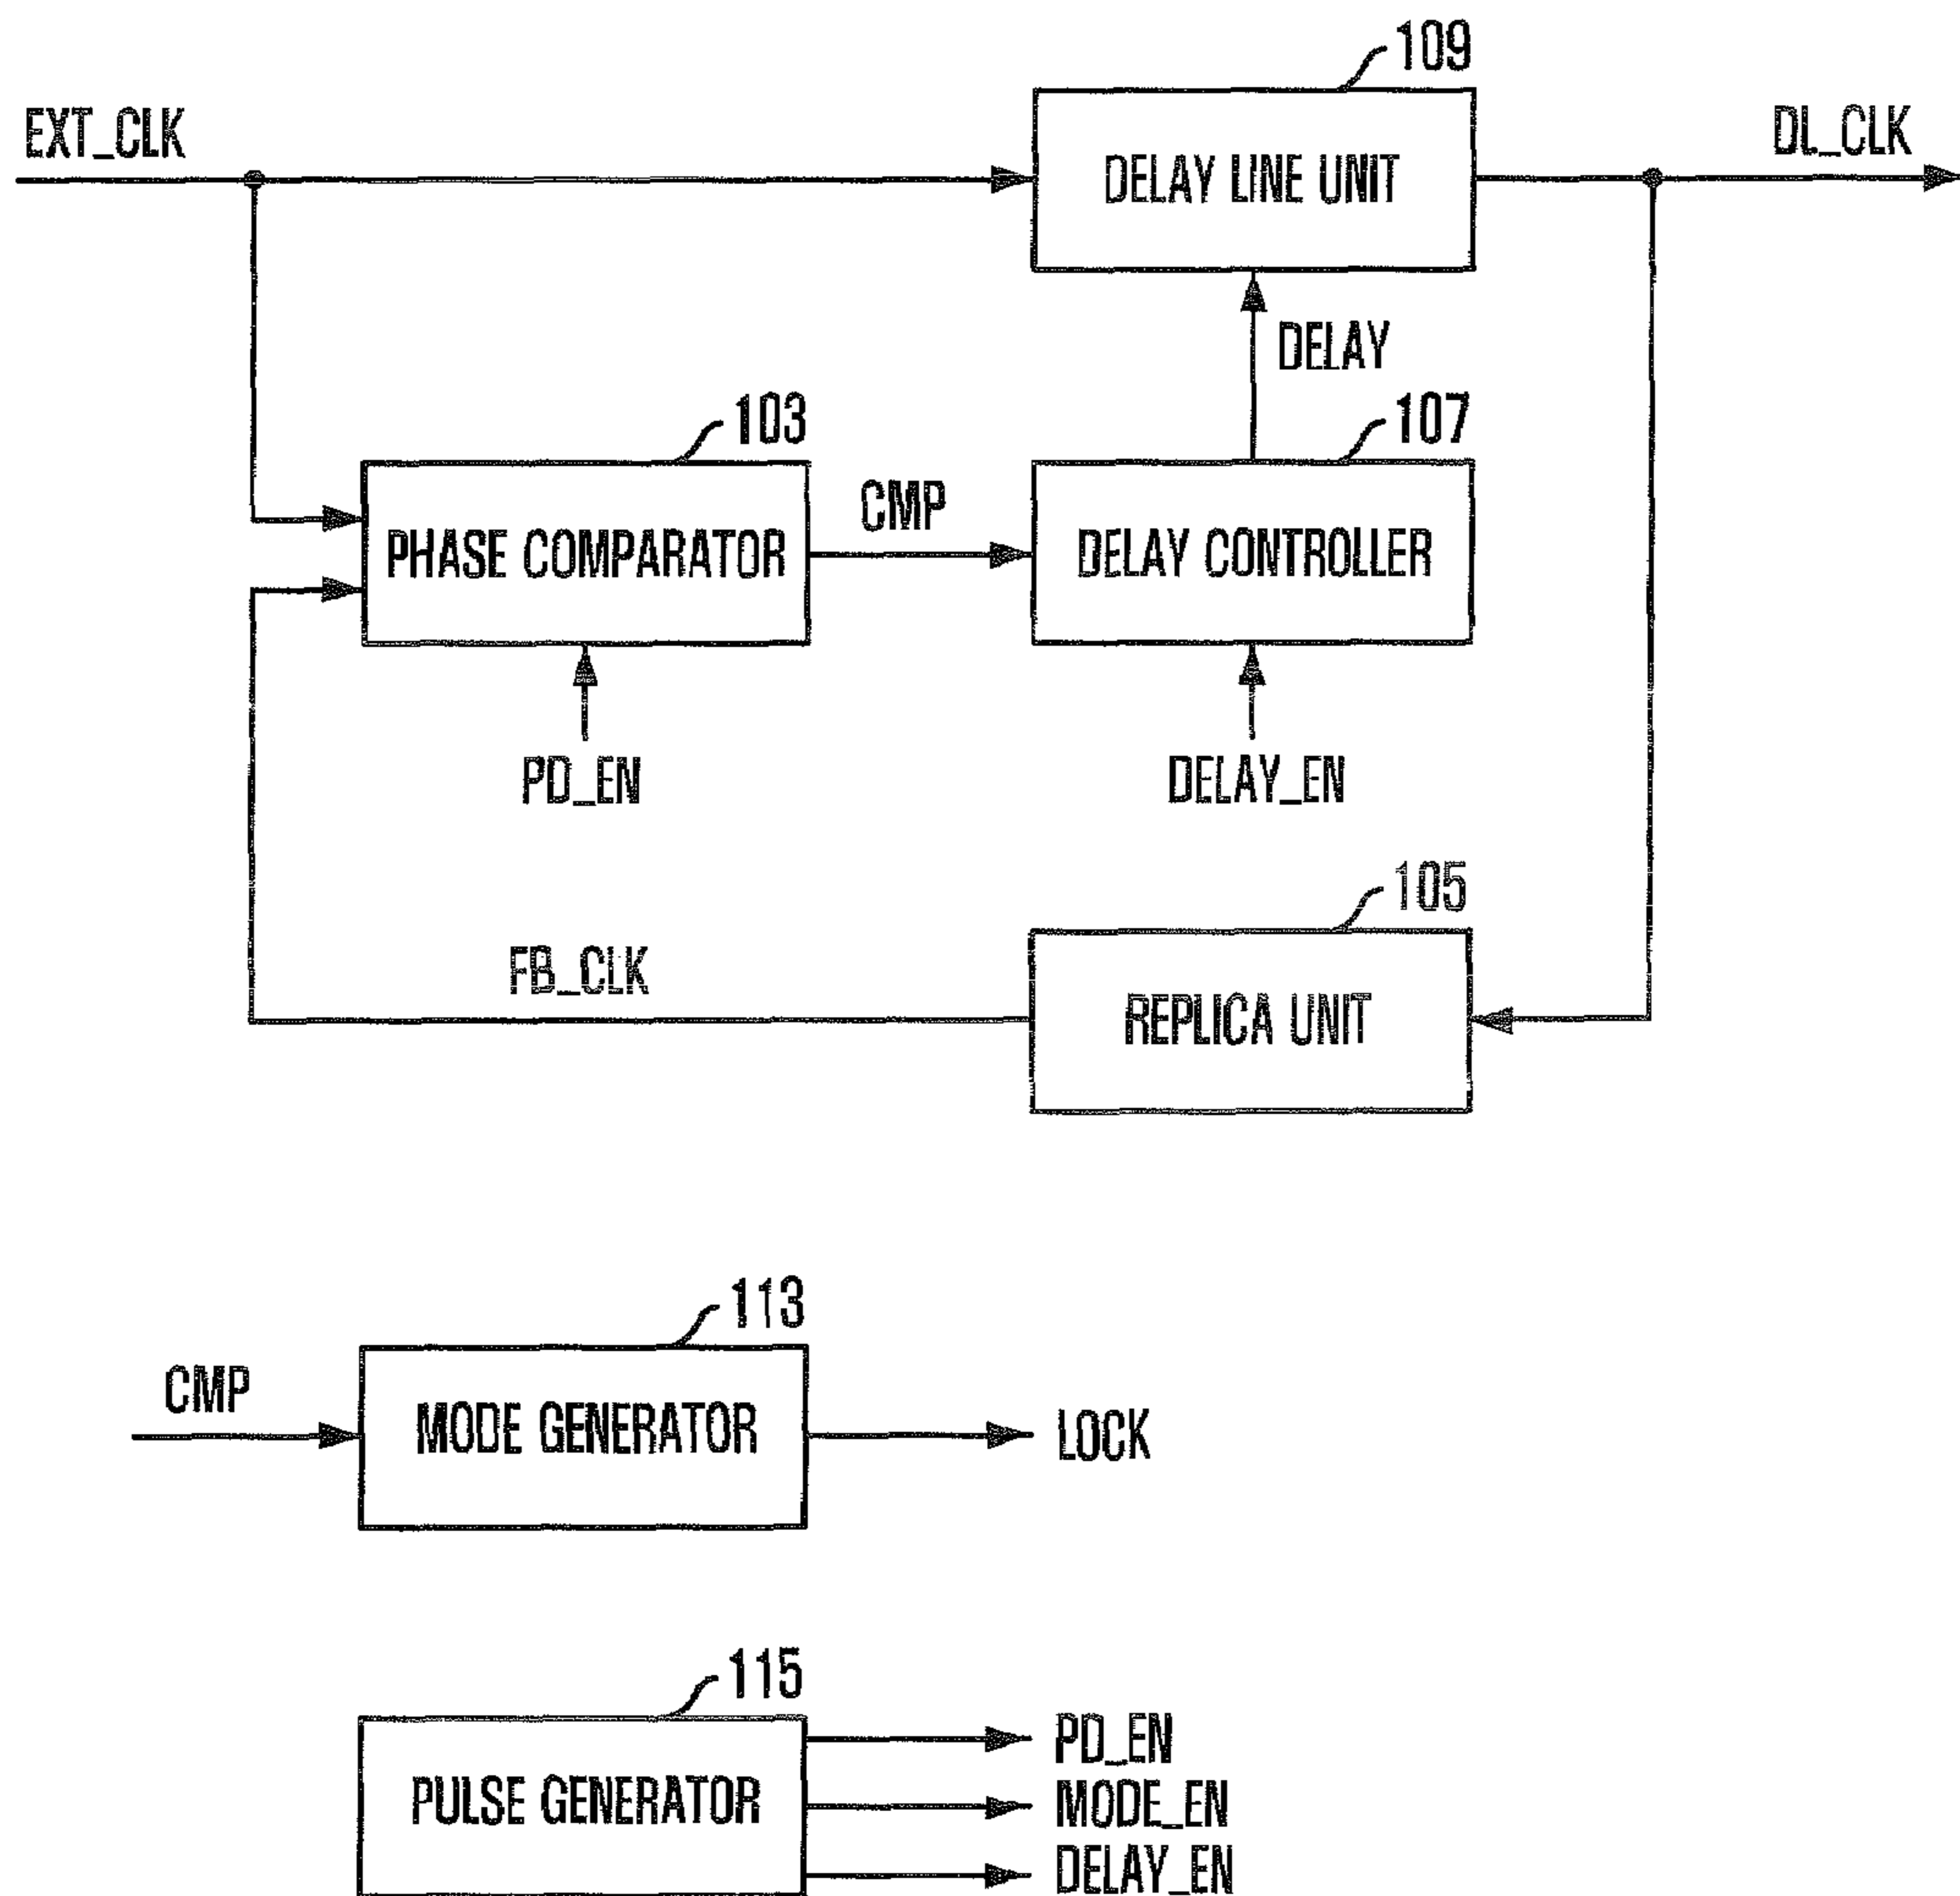 109
EXT_CLK
DL_CLK
DELAY LINE UNIT
DELAY
103
107
CMP
PHASE COMPARATOR
DELAY CONTROLLER
PD_EN
DELAY_EN
105
FB_CLK
REPLICA UNIT
113
CMP
MODE GENERATOR
LOCK
115
PD_EN
PULSE GENERATOR
MODE_EN
DELAY_EN